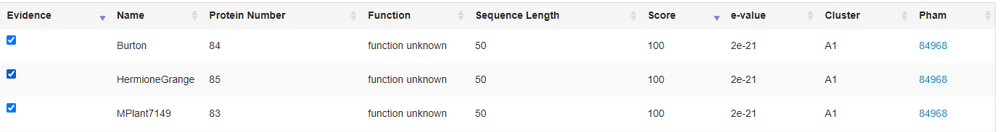 Evidence Name Protein Number Function Sequence Length Score e-value Cluster Pham
Burton 84 function unknown 50 100 2e-21 A1 84968
HermioneGrange 85 function unknown 50 100 2e-21 A1 84968
MPlant7149 83 function unknown 50 100 2e-21 A1 84968